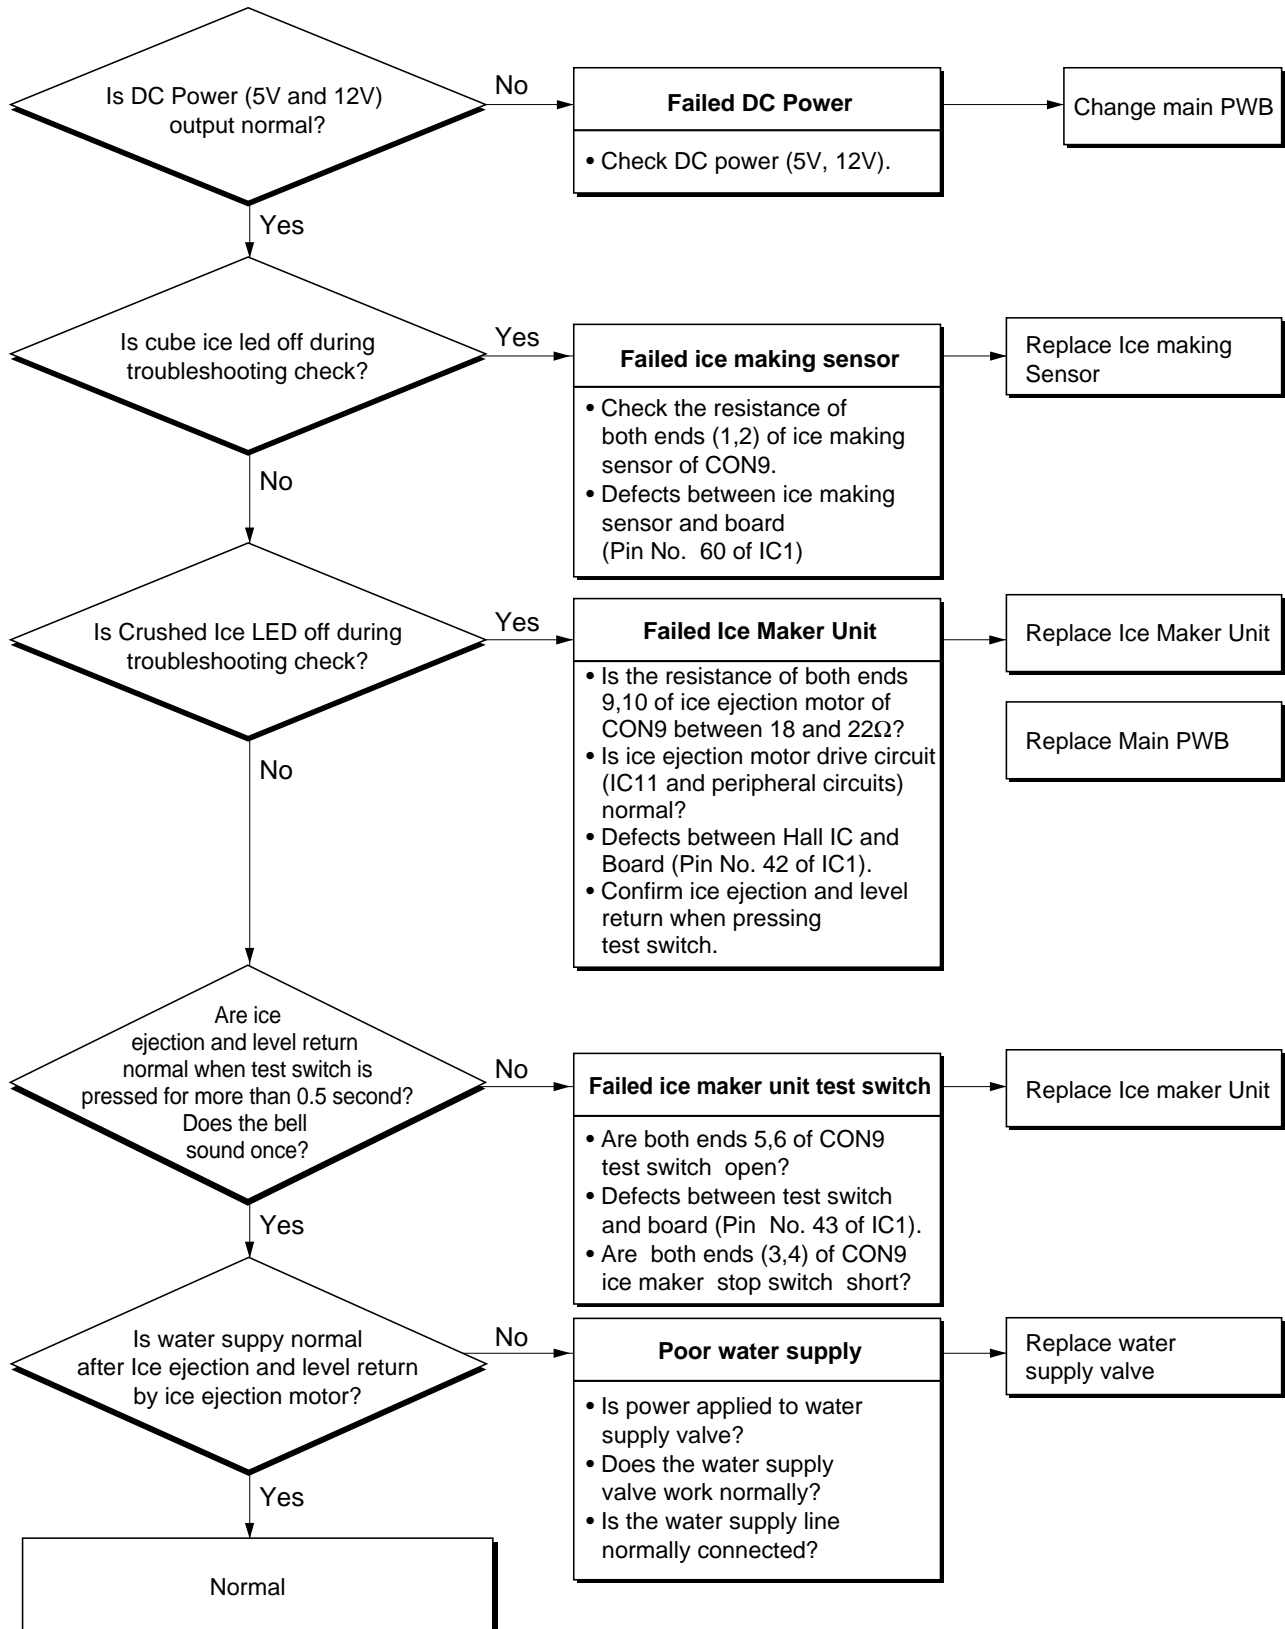 Is DC Power (5V and 12V)
output normal?
No
Failed DC Power
• Check DC power (5V, 12V).
Change main PWB
Yes
Is cube ice led off during
troubleshooting check?
Yes
Failed ice making sensor
• Check the resistance of
both ends (1,2) of ice making
sensor of CON9.
• Defects between ice making
sensor and board
(Pin No. 60 of IC1)
Replace Ice making
Sensor
No
Is Crushed Ice LED off during
troubleshooting check?
Yes
Failed Ice Maker Unit
• Is the resistance of both ends
9,10 of ice ejection motor of
CON9 between 18 and 22Ω?
• Is ice ejection motor drive circuit
(IC11 and peripheral circuits)
normal?
• Defects between Hall IC and
Board (Pin No. 42 of IC1).
• Confirm ice ejection and level
return when pressing
test switch.
Replace Ice Maker Unit
Replace Main PWB
No
Are ice
ejection and level return
normal when test switch is
pressed for more than 0.5 second?
Does the bell
sound once?
No
Failed ice maker unit test switch
• Are both ends 5,6 of CON9
test switch open?
• Defects between test switch
and board (Pin No. 43 of IC1).
• Are both ends (3,4) of CON9
ice maker stop switch short?
Replace Ice maker Unit
Yes
Is water suppy normal
after Ice ejection and level return
by ice ejection motor?
No
Poor water supply
• Is power applied to water
supply valve?
• Does the water supply
valve work normally?
• Is the water supply line
normally connected?
Replace water
supply valve
Yes
Normal